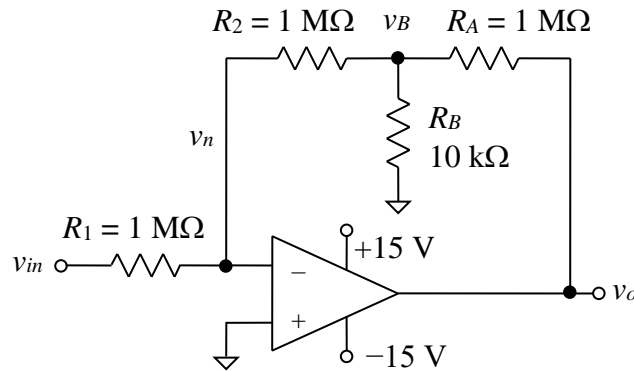 R2 = 1 MΩ
vB
RA = 1 MΩ
vn
RB
10 kΩ
R1 = 1 MΩ
vin
+15 V
−
+
vo
−15 V